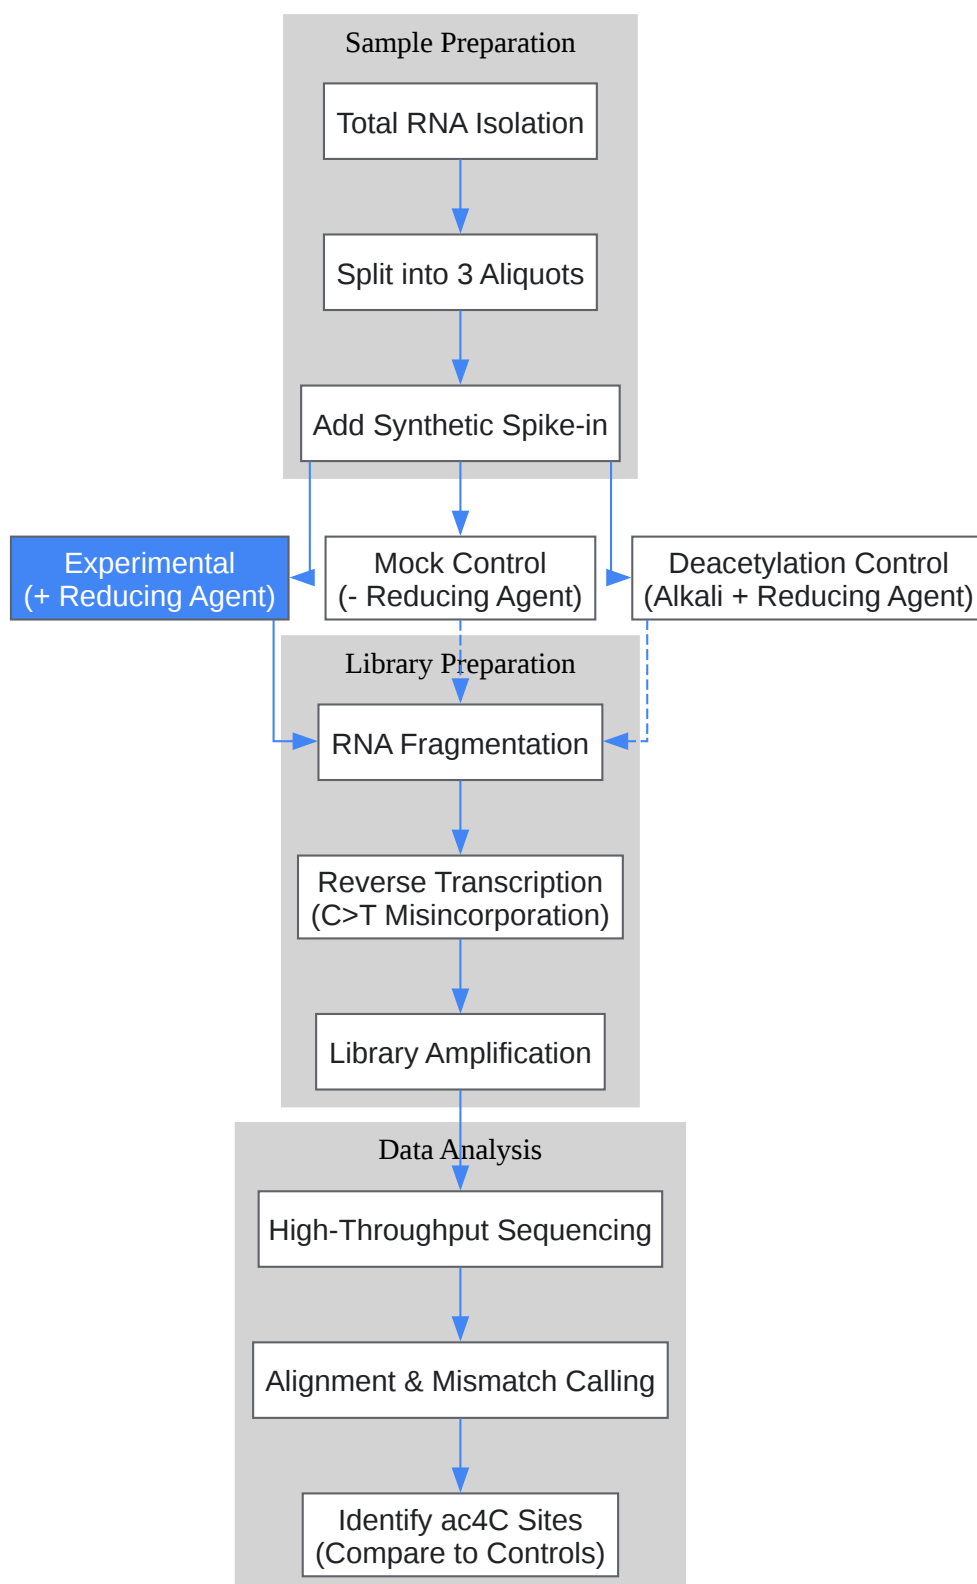 Sample Preparation
Total RNA Isolation
Split into 3 Aliquots
Add Synthetic Spike-in
Experimental
(+ Reducing Agent)
Mock Control
(- Reducing Agent)
Deacetylation Control
(Alkali + Reducing Agent)
Library Preparation
RNA Fragmentation
Reverse Transcription
(C>T Misincorporation)
Library Amplification
Data Analysis
High-Throughput Sequencing
Alignment & Mismatch Calling
Identify ac4C Sites
(Compare to Controls)